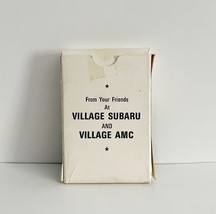 ★
From Your Friends
At
VILLAGE SUBARU
AND
VILLAGE AMC
★